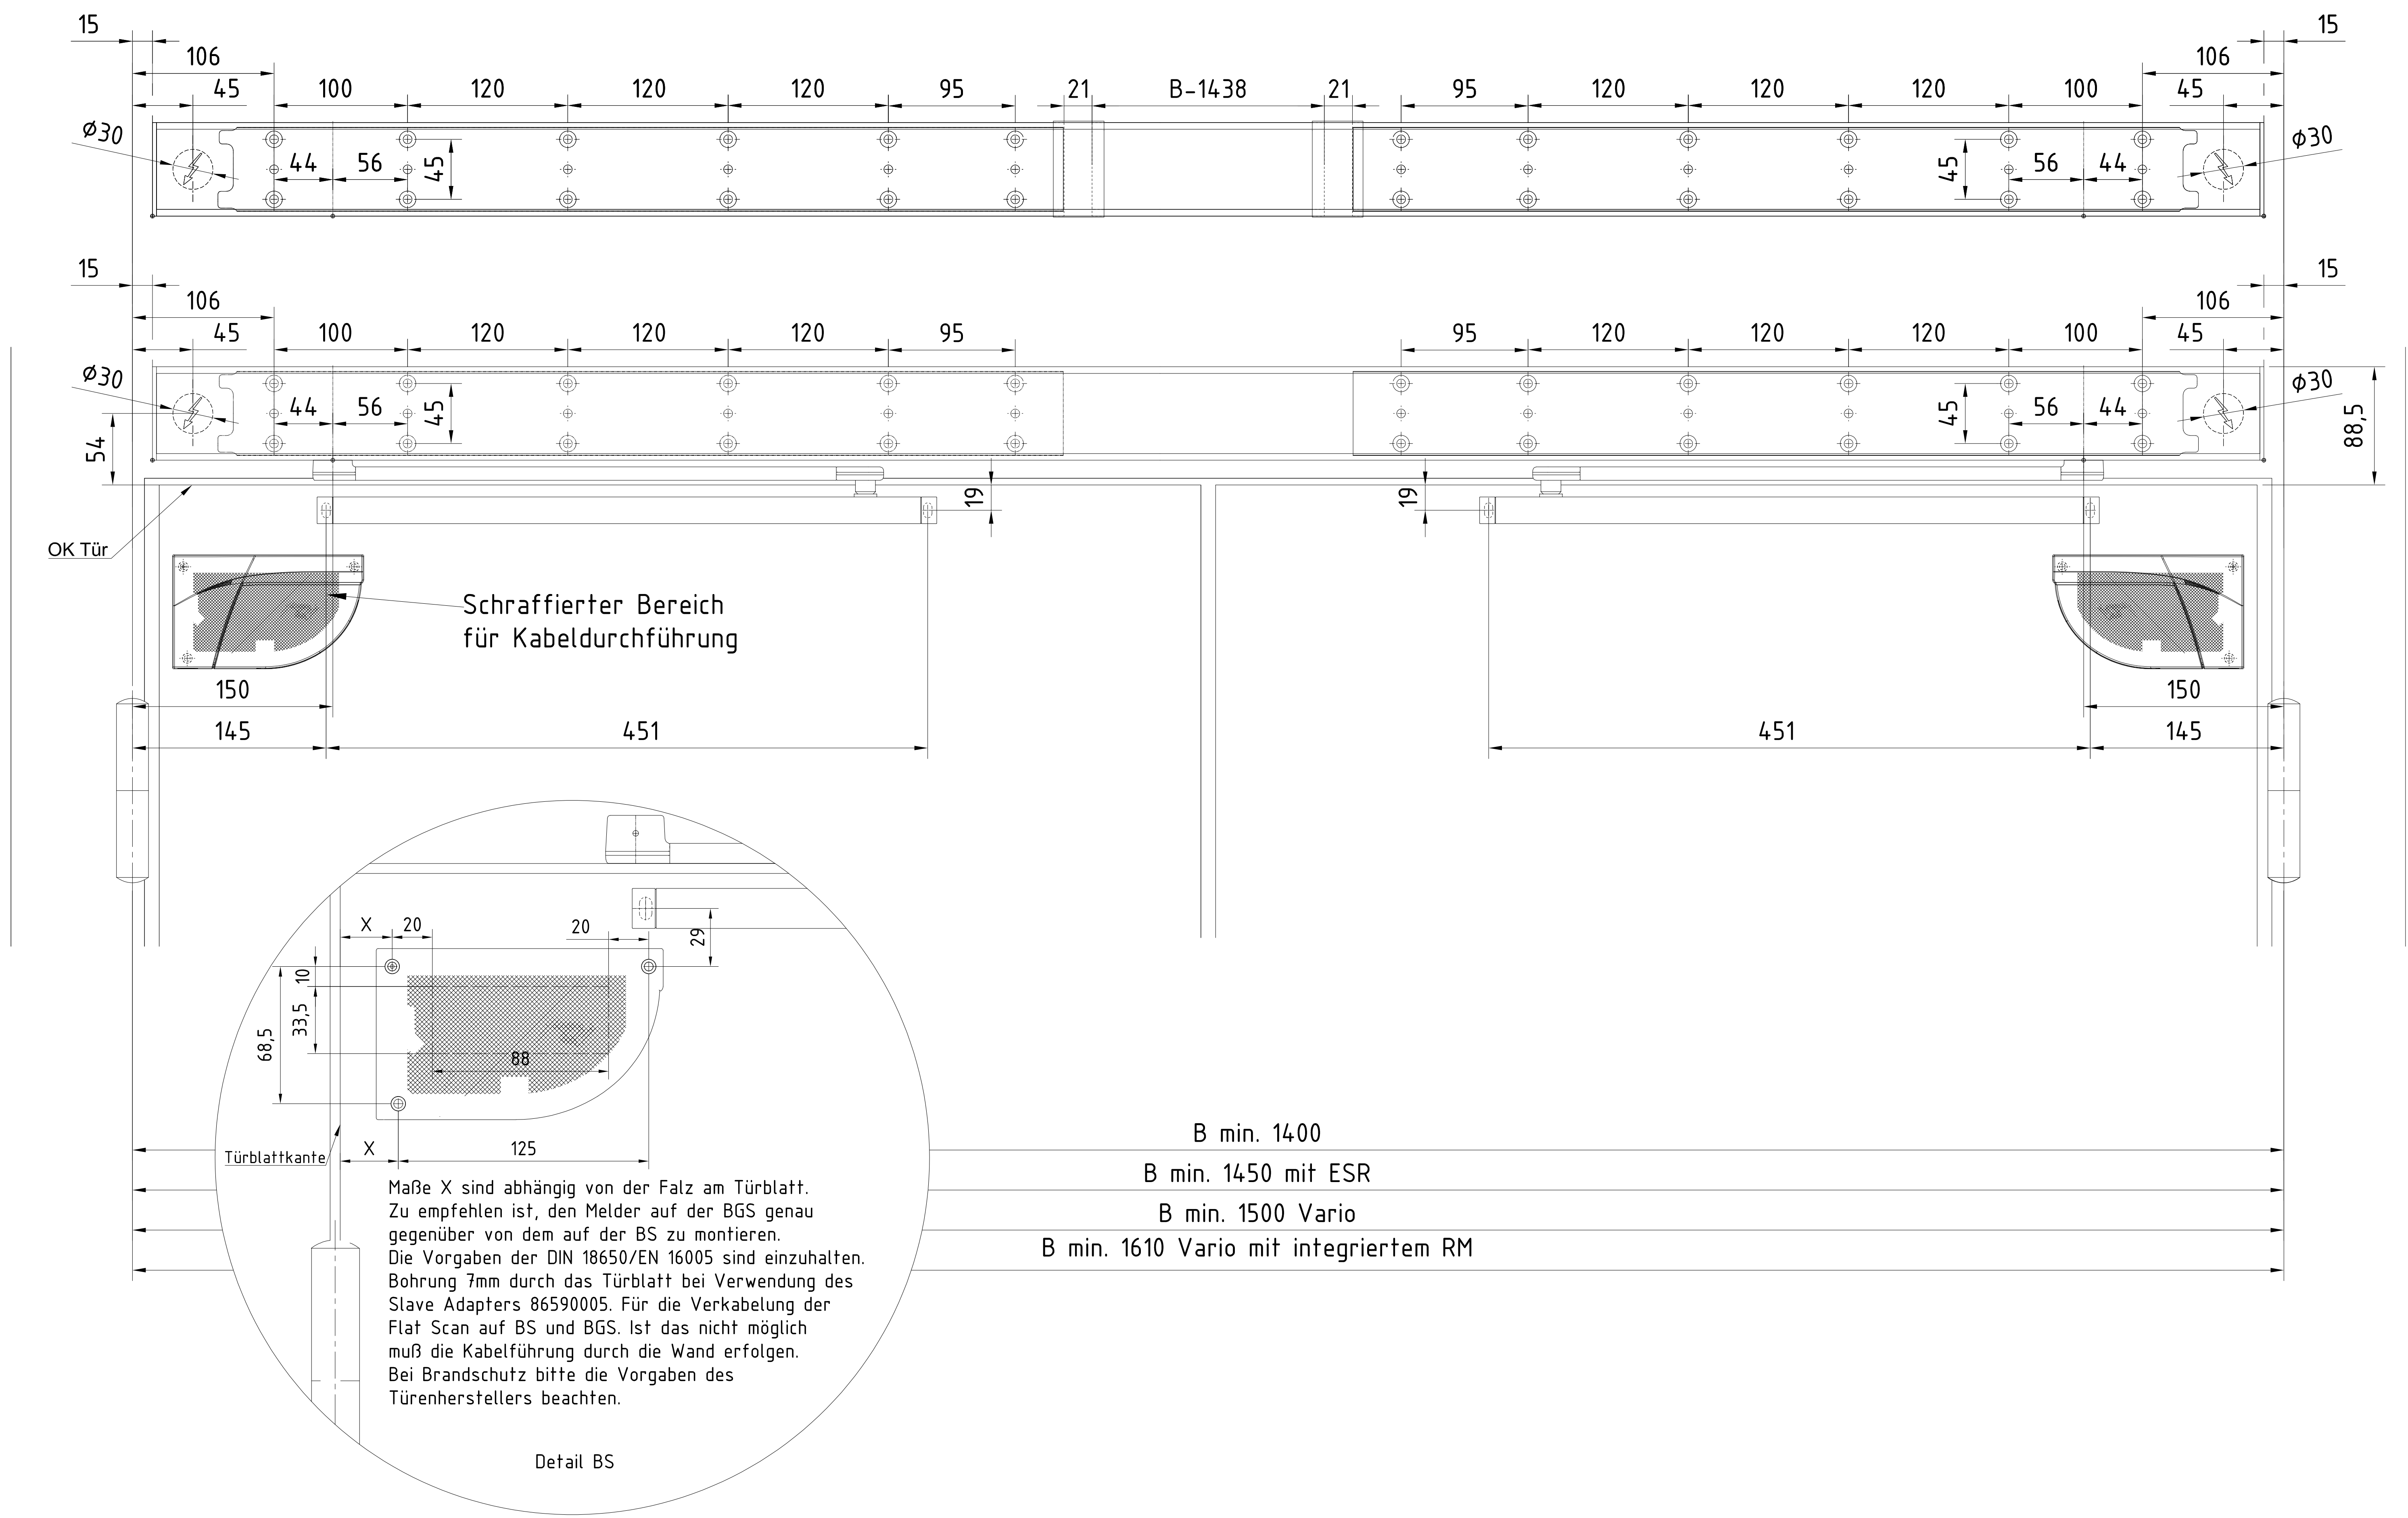 15
15
106
106
45
100
120
120
120
95
21
B-1438
21
95
120
120
120
100
45
Ø30
Ø30
44
56
45
45
56
44
15
15
106
106
45
100
120
120
120
95
95
120
120
120
100
45
Ø30
Ø30
44
56
45
45
56
44
54
88,5
19
19
OK Tür
Schraffierter Bereich
für Kabeldurchführung
150
150
145
451
451
145
X
20
20
29
10
33,5
68,5
88
Türblattkante
X
125
B min. 1400
B min. 1450 mit ESR
B min. 1500 Vario
B min. 1610 Vario mit integriertem RM
Maße X sind abhängig von der Falz am Türblatt.
Zu empfehlen ist, den Melder auf der BGS genau
gegenüber von dem auf der BS zu montieren.
Die Vorgaben der DIN 18650/EN 16005 sind einzuhalten.
Bohrung 7mm durch das Türblatt bei Verwendung des
Slave Adapters 86590005. Für die Verkabelung der
Flat Scan auf BS und BGS. Ist das nicht möglich
muß die Kabelführung durch die Wand erfolgen.
Bei Brandschutz bitte die Vorgaben des
Türenherstellers beachten.
Detail BS